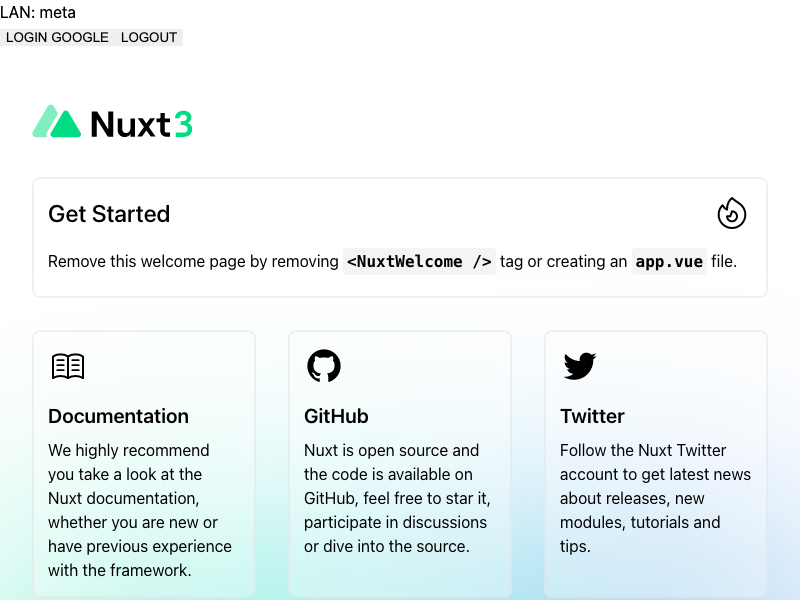 LAN: meta
LOGIN GOOGLE LOGOUT
Nuxt3
Get Started
Remove this welcome page by removing <NuxtWelcome /> tag or creating an app.vue file.
Documentation
We highly recommend
you take a look at the
Nuxt documentation,
whether you are new or
have previous experience
with the framework.
GitHub
Nuxt is open source and
the code is available on
GitHub, feel free to star it,
participate in discussions
or dive into the source.
Twitter
Follow the Nuxt Twitter
account to get latest news
about releases, new
modules, tutorials and
tips.